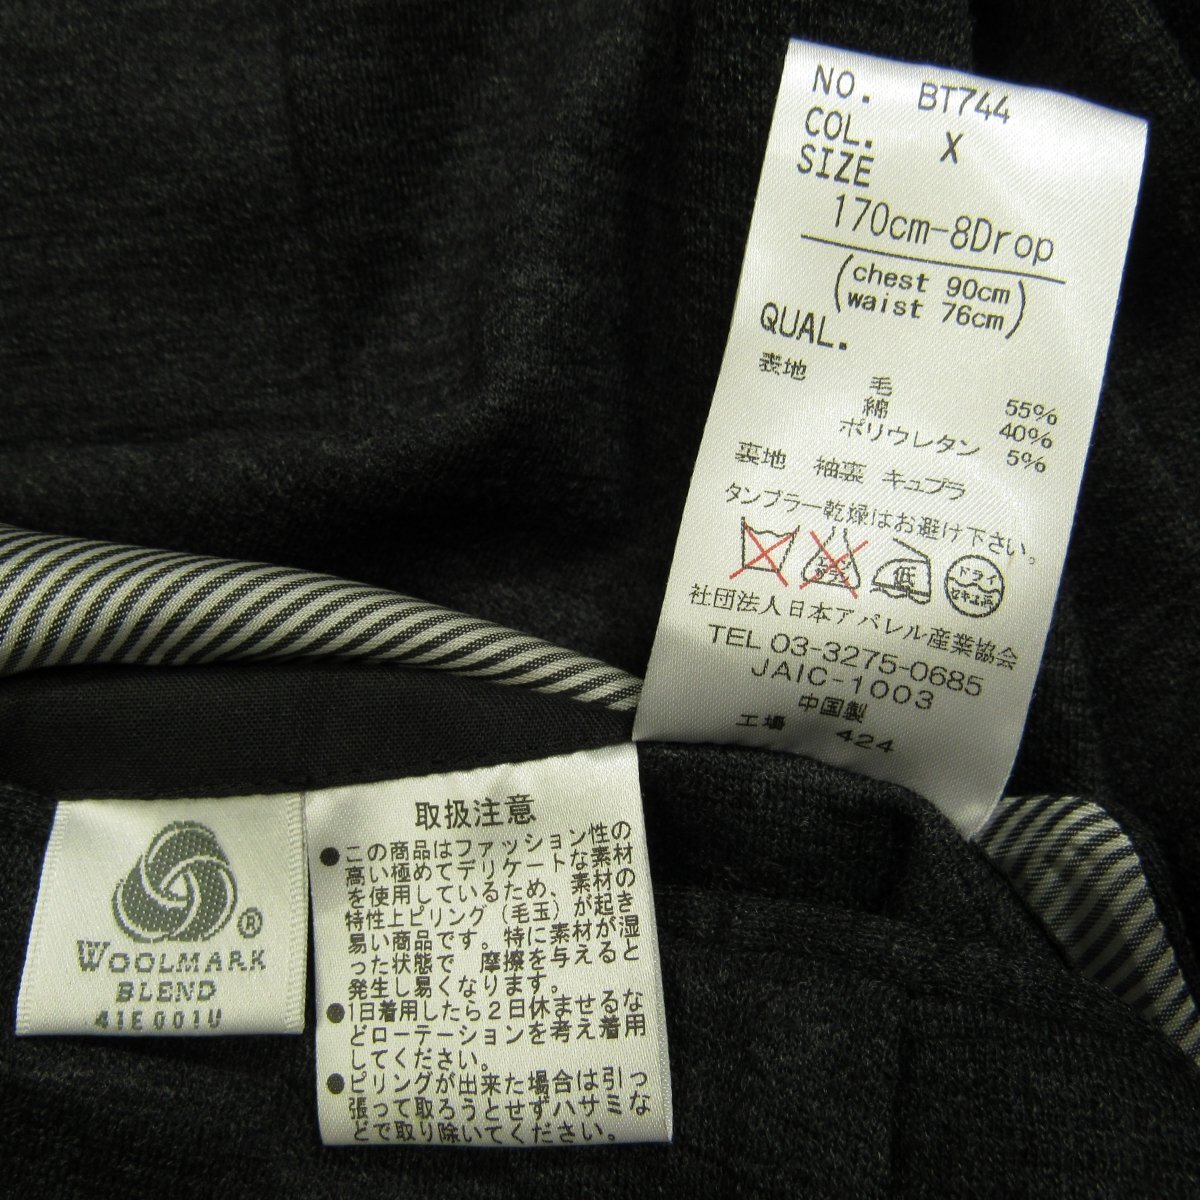 NO. BT744
COL. X
SIZE
170cm-8Drop
(chest 90cm
waist 76cm)
QUAL.
表地
毛 55%
綿 40%
ポリウレタン 5%
裏地 袖裏 キュプラ
タンブラー乾燥はお避け下さい。
エンソ
サラシ
低
ドライ
セキユ系
社団法人日本アパレル産業協会
TEL 03-3275-0685
JAIC-1003
中国製
工場 424
WOOLMARK
BLEND
41E001U
取扱注意
●この商品はファッション性の
高い極めてデリケートな素材
を使用しているため、素材の
特性上ピリング(毛玉)が起き
易い商品です。特に素材が湿
った状態で 摩擦を与えると
発生し易くなります。
●1日着用したら2日休ませるな
どローテーションを考え着用
してください。
●ピリングが出来た場合は引っ
張って取ろうとせずハサミな
どで取り除いてください。